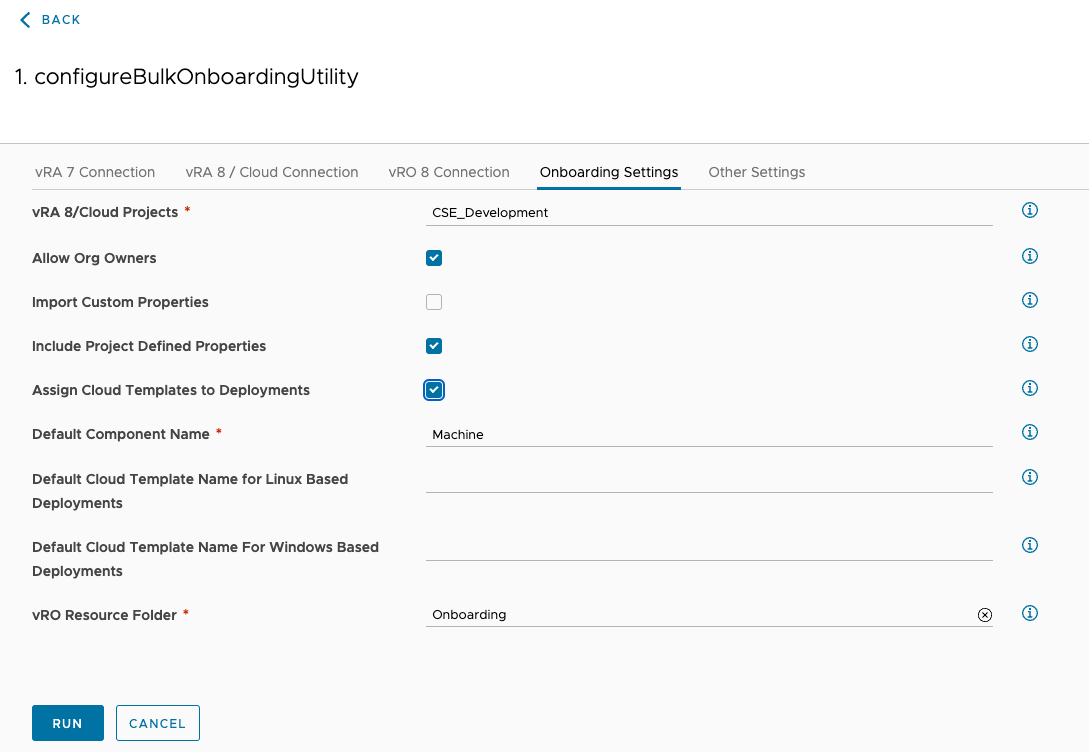 BACK
1. configureBulkOnboardingUtility
vRA 7 Connection vRA 8 / Cloud Connection vRO 8 Connection Onboarding Settings Other Settings
vRA 8/Cloud Projects * CSE_Development
Allow Org Owners
Import Custom Properties
Include Project Defined Properties
Assign Cloud Templates to Deployments
Default Component Name * Machine
Default Cloud Template Name for Linux Based
Deployments
Default Cloud Template Name For Windows Based
Deployments
vRO Resource Folder * Onboarding
RUN CANCEL